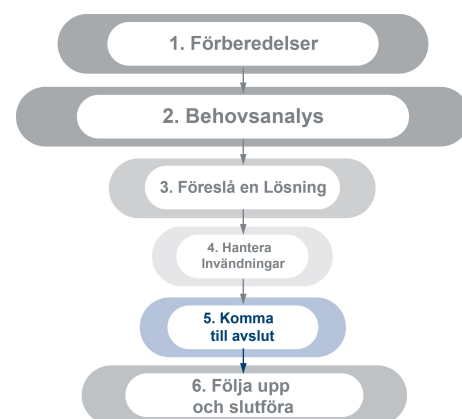 1. Förberedelser
2. Behovsanalys
3. Föreslå en Lösning
4. Hantera
Invändningar
5. Komma
till avslut
6. Följa upp
och slutföra